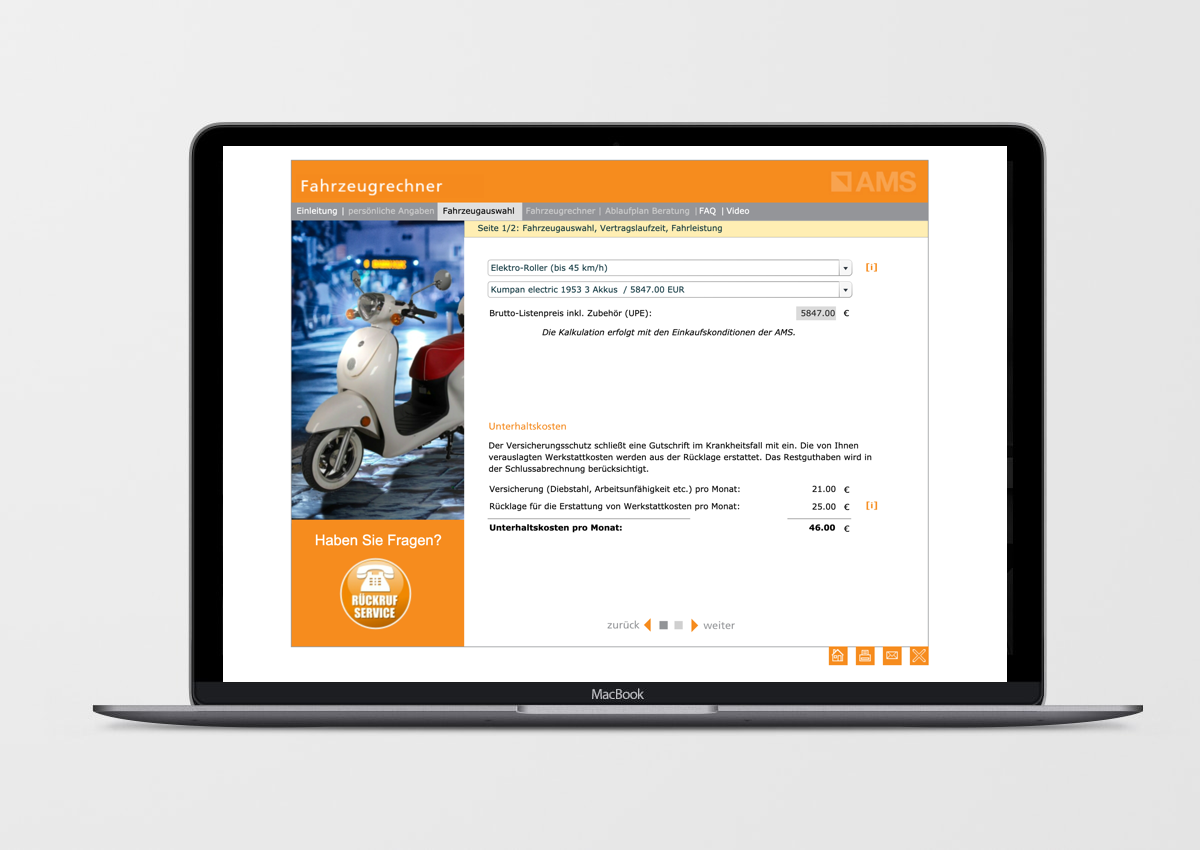 Fahrzeugrechner
AMS
Einleitung | persönliche Angaben Fahrzeugauswahl Fahrzeugrechner | Ablaufplan Beratung | FAQ | Video
Seite 1/2: Fahrzeugauswahl, Vertragslaufzeit, Fahrleistung
Elektro-Roller (bis 45 km/h)
[i]
Kumpan electric 1953 3 Akkus / 5847.00 EUR
Brutto-Listenpreis inkl. Zubehör (UPE): 5847.00 €
Die Kalkulation erfolgt mit den Einkaufskonditionen der AMS.
Unterhaltskosten
Der Versicherungsschutz schließt eine Gutschrift im Krankheitsfall mit ein. Die von Ihnen
verauslagten Werkstattkosten werden aus der Rücklage erstattet. Das Restguthaben wird in
der Schlussabrechnung berücksichtigt.
Versicherung (Diebstahl, Arbeitsunfähigkeit etc.) pro Monat: 21.00 €
Rücklage für die Erstattung von Werkstattkosten pro Monat: 25.00 € [i]
Unterhaltskosten pro Monat: 46.00 €
Haben Sie Fragen?
RÜCKRUF
SERVICE
zurück weiter
MacBook